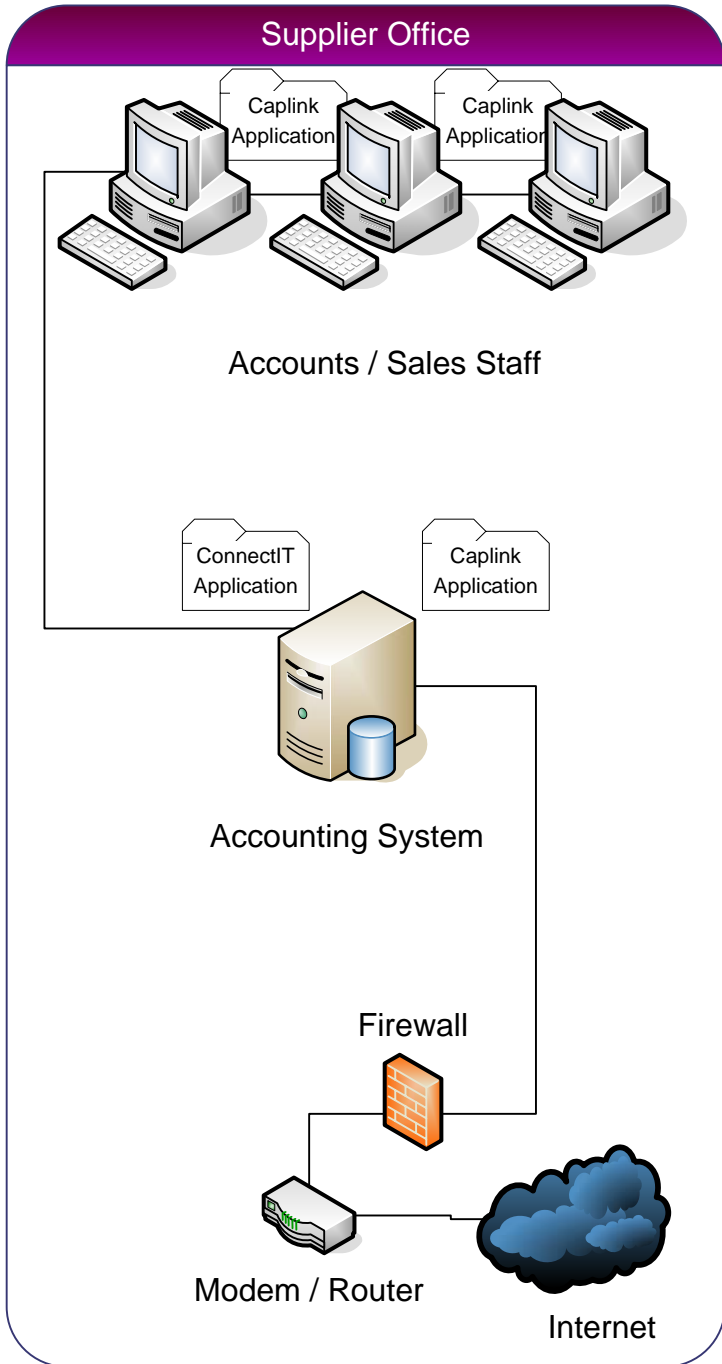 Supplier Office
Caplink
Application
Caplink
Application
Accounts / Sales Staff
ConnectIT
Application
Caplink
Application
Accounting System
Firewall
Modem / Router
Internet